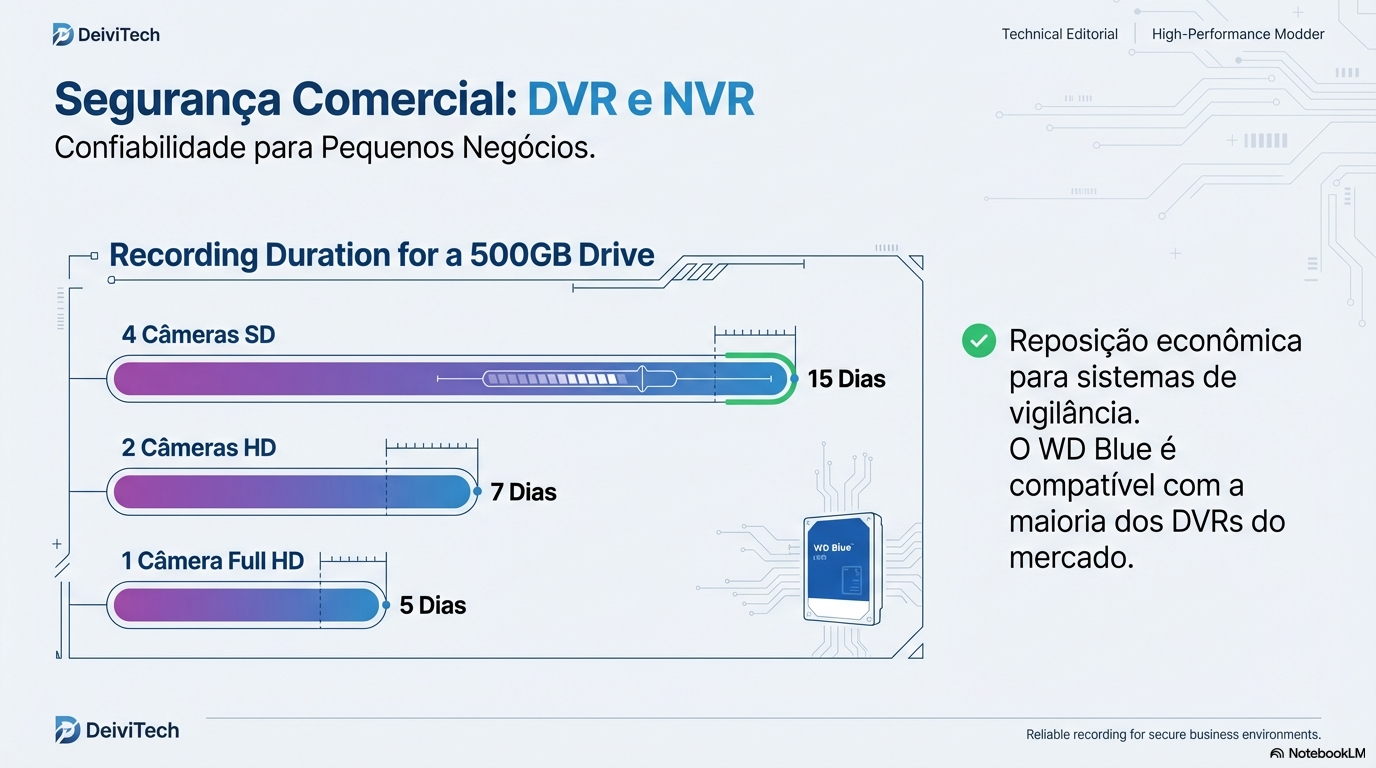 DeiviTech
Technical Editorial
High-Performance Modder
Segurança Comercial: DVR e NVR
Confiabilidade para Pequenos Negócios.
Recording Duration for a 500GB Drive
4 Câmeras SD
15 Dias
2 Câmeras HD
7 Dias
1 Câmera Full HD
5 Dias
WD Blue
Reposição econômica
para sistemas de
vigilância.
O WD Blue é
compatível com a
maioria dos DVRs do
mercado.
DeiviTech
Reliable recording for secure business environments.
NotebookLM